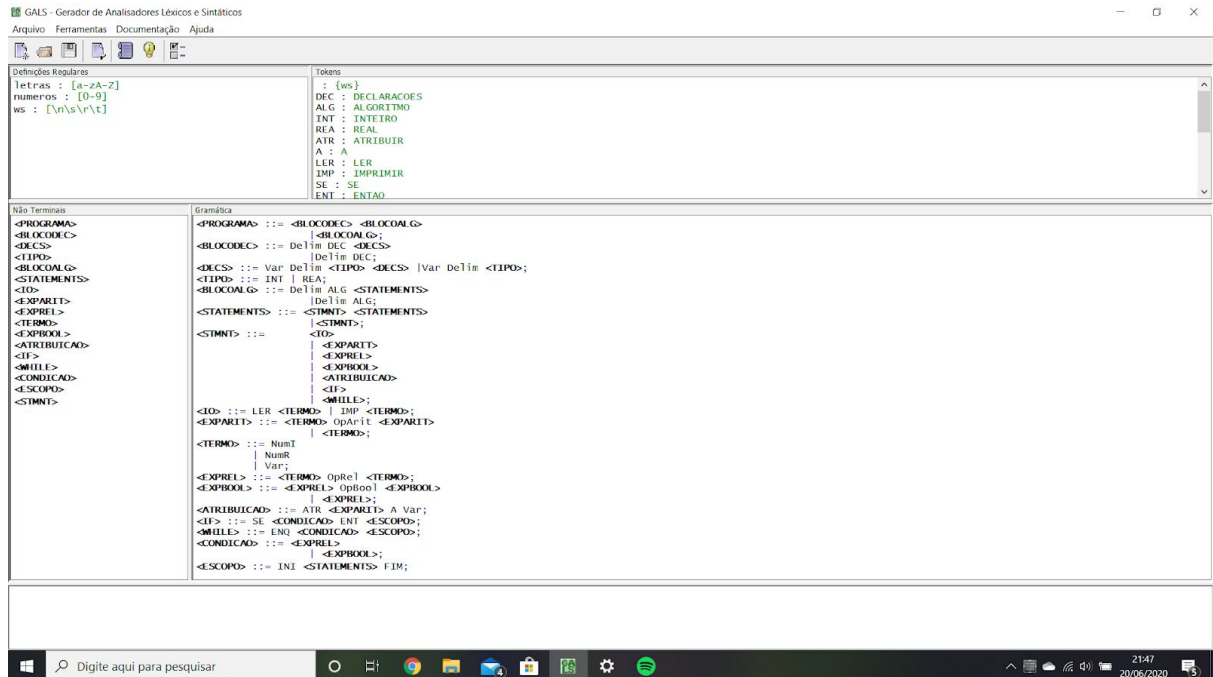 GALS - Gerador de Analisadores Léxicos e Sintáticos
Arquivo Ferramentas Documentação Ajuda
Definições Regulares
letras : [a-zA-Z]
numeros : [0-9]
ws : [\n\s\r\t]
Tokens
: {ws}
DEC : DECLARACOES
ALG : ALGORITMO
INT : INTEIRO
REA : REAL
ATR : ATRIBUIR
A : A
LER : LER
IMP : IMPRIMIR
SE : SE
ENT : ENTAO
Não Terminais
<PROGRAMA>
<BLOCODEC>
<DECS>
<TIPO>
<BLOCOALG>
<STATEMENTS>
<IO>
<EXPARIT>
<EXPREL>
<TERMO>
<EXPBOOL>
<ATRIBUICAO>
<IF>
<WHILE>
<CONDICAO>
<ESCOPO>
<STMNT>
Gramática
<PROGRAMA> ::= <BLOCODEC> <BLOCOALG>
|<BLOCOALG>;
<BLOCODEC> ::= Delim DEC <DECS>
|Delim DEC;
<DECS> ::= Var Delim <TIPO> <DECS> |Var Delim <TIPO>;
<TIPO> ::= INT | REA;
<BLOCOALG> ::= Delim ALG <STATEMENTS>
|Delim ALG;
<STATEMENTS> ::= <STMNT> <STATEMENTS>
|<STMNT>;
<STMNT> ::= <IO>
| <EXPARIT>
| <EXPREL>
| <EXPBOOL>
| <ATRIBUICAO>
| <IF>
| <WHILE>;
<IO> ::= LER <TERMO> | IMP <TERMO>;
<EXPARIT> ::= <TERMO> OpArit <EXPARIT>
| <TERMO>;
<TERMO> ::= NumI
| NumR
| Var;
<EXPREL> ::= <TERMO> OpRel <TERMO>;
<EXPBOOL> ::= <EXPREL> OpBool <EXPBOOL>
| <EXPREL>;
<ATRIBUICAO> ::= ATR <EXPARIT> A Var;
<IF> ::= SE <CONDICAO> ENT <ESCOPO>;
<WHILE> ::= ENQ <CONDICAO> <ESCOPO>;
<CONDICAO> ::= <EXPREL>
| <EXPBOOL>;
<ESCOPO> ::= INI <STATEMENTS> FIM;
Digite aqui para pesquisar
4
21:47
20/06/2020
5